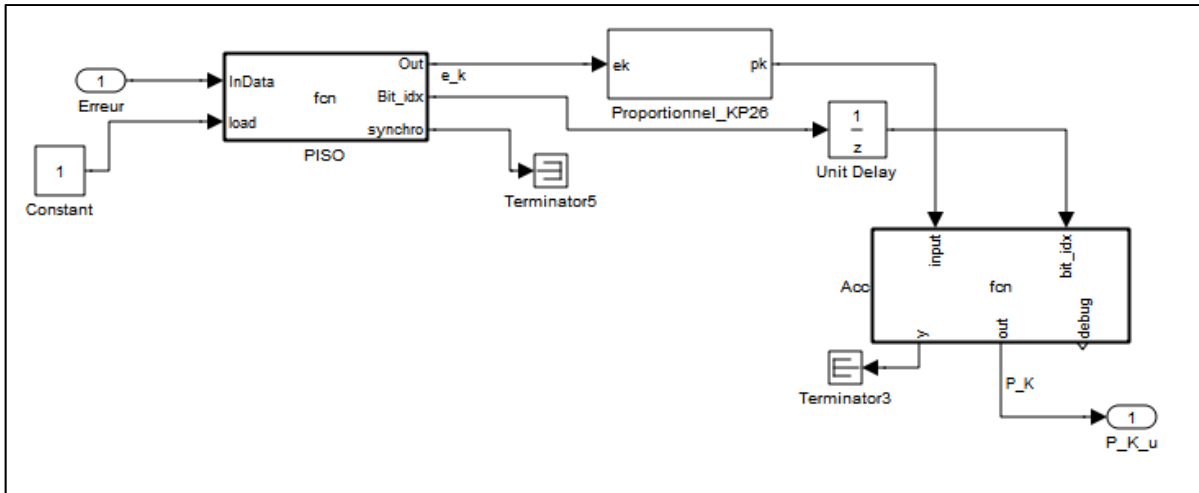 1
Erreur
InData
load
fcn
Out
Bit_idx
synchro
PISO
e_k
1
Constant
Terminator5
ek
pk
Proportionnel_KP26
1
z
Unit Delay
input
bit_idx
Acc
fcn
y
out
debug
Terminator3
P_K
1
P_K_u